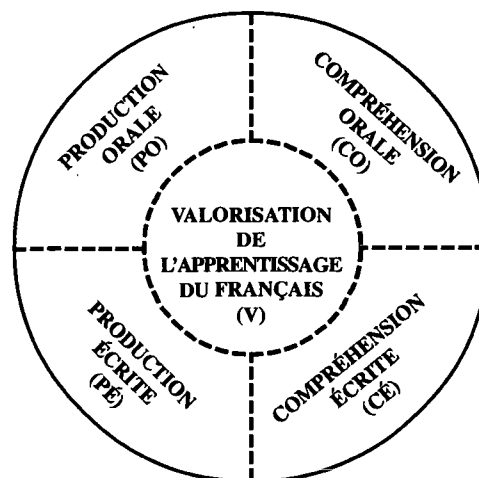 PRODUCTION
ORALE
(PO)
COMPRÉHENSION
ORALE
(CO)
VALORISATION
DE
L'APPRENTISSAGE
DU FRANÇAIS
(V)
PRODUCTION
ÉCRITE
(PÉ)
COMPRÉHENSION
ÉCRITE
(CÉ)